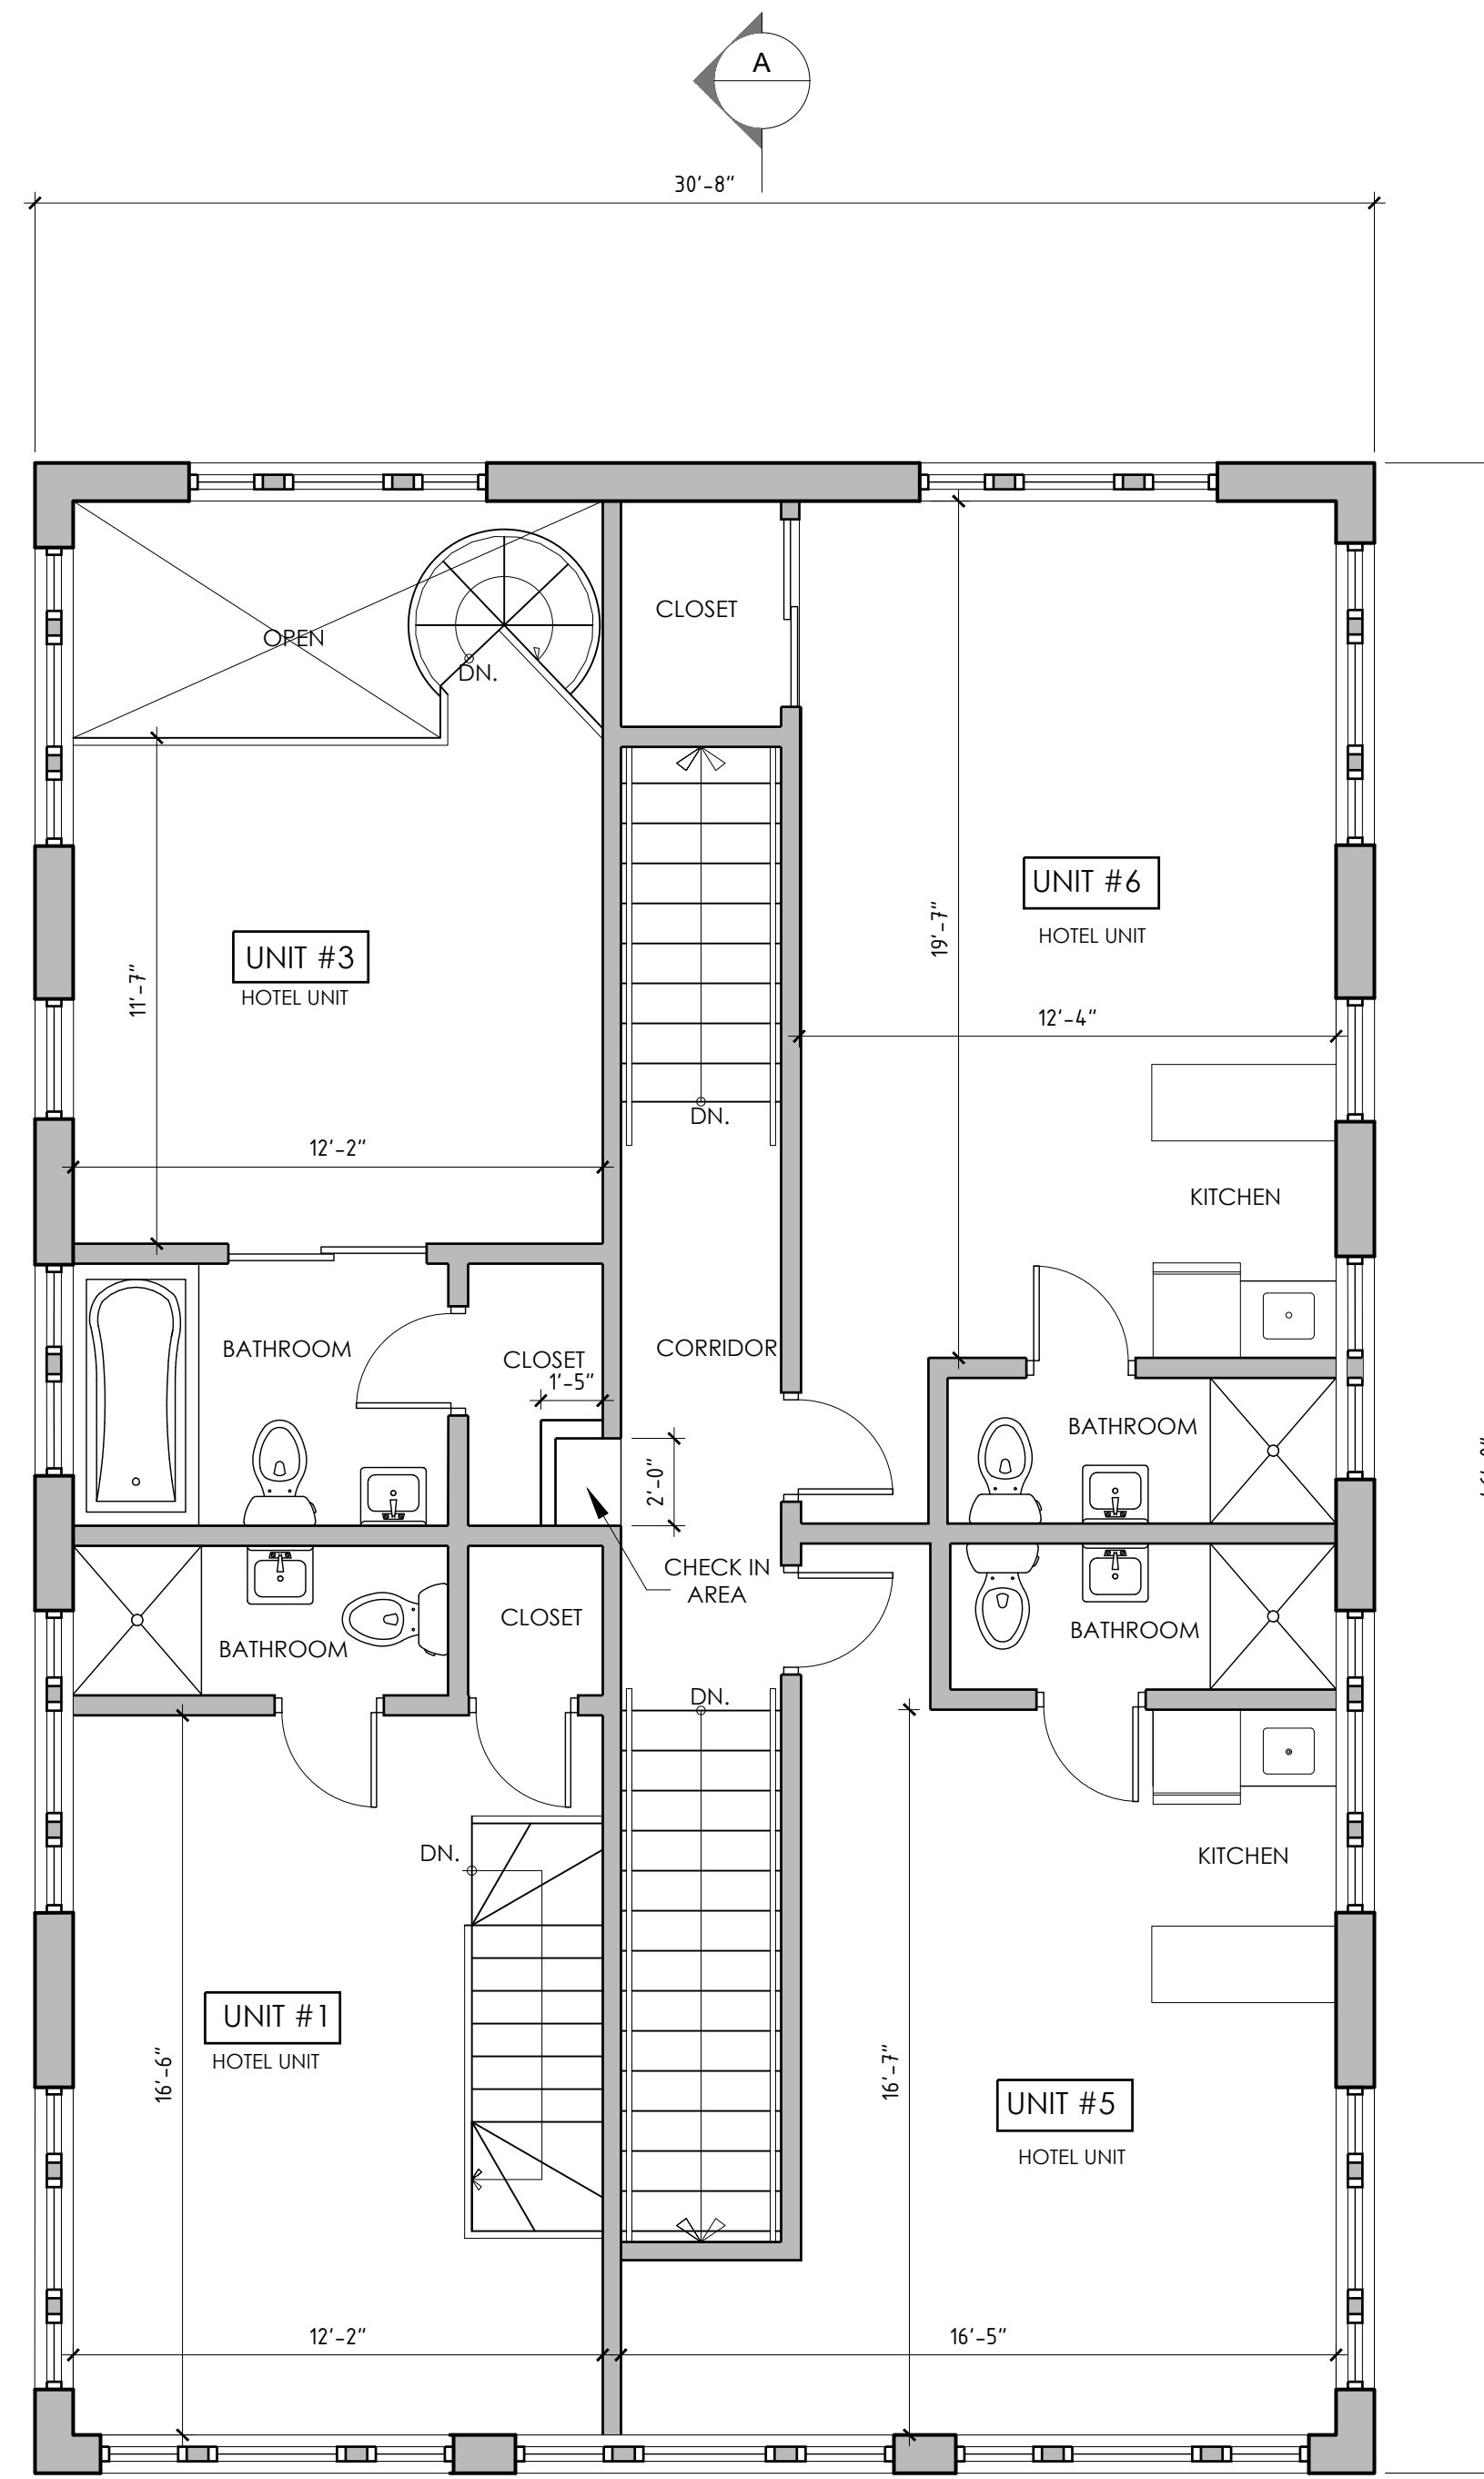 A
30'-8"
CLOSET
OPEN
DN.
UNIT #6
HOTEL UNIT
19'-7"
UNIT #3
HOTEL UNIT
11'-7"
12'-4"
DN.
12'-2"
KITCHEN
BATHROOM
CORRIDOR
CLOSET
1'-5"
BATHROOM
2'-0"
CHECK IN
AREA
CLOSET
BATHROOM
BATHROOM
DN.
DN.
KITCHEN
UNIT #1
HOTEL UNIT
16'-6"
16'-7"
UNIT #5
HOTEL UNIT
12'-2"
16'-5"